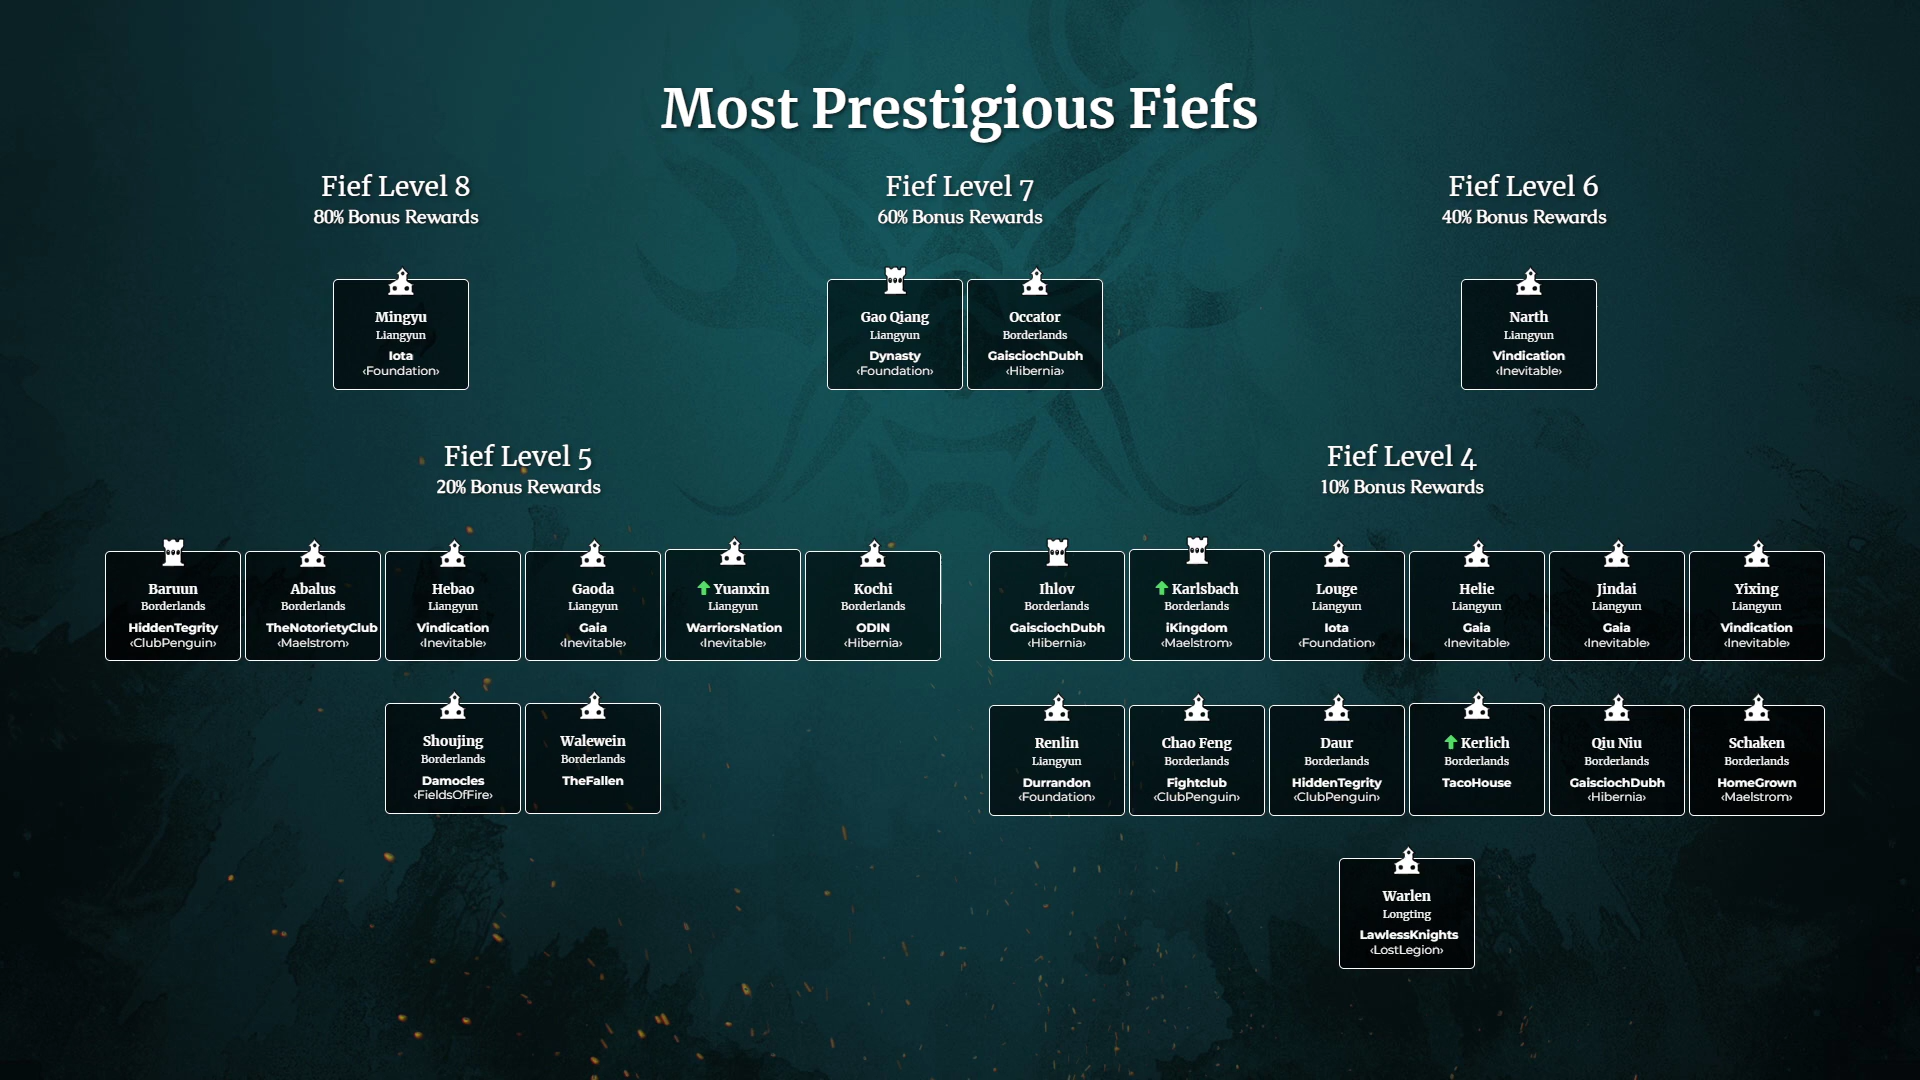 Most Prestigious Fiefs
Fief Level 8
80% Bonus Rewards
Mingyu
Liangyun
Iota
‹Foundation›
Fief Level 7
60% Bonus Rewards
Gao Qiang
Liangyun
Dynasty
‹Foundation›
Occator
Borderlands
GaisciochDubh
‹Hibernia›
Fief Level 6
40% Bonus Rewards
Narth
Liangyun
Vindication
‹Inevitable›
Fief Level 5
20% Bonus Rewards
Baruun
Borderlands
HiddenTegrity
‹ClubPenguin›
Abalus
Borderlands
TheNotorietyClub
‹Maelstrom›
Hebao
Liangyun
Vindication
‹Inevitable›
Gaoda
Liangyun
Gaia
‹Inevitable›
Yuanxin
Liangyun
WarriorsNation
‹Inevitable›
Kochi
Borderlands
ODIN
‹Hibernia›
Shoujing
Borderlands
Damocles
‹FieldsOfFire›
Walewein
Borderlands
TheFallen
Fief Level 4
10% Bonus Rewards
Ihlov
Borderlands
GaisciochDubh
‹Hibernia›
Karlsbach
Borderlands
iKingdom
‹Maelstrom›
Louge
Liangyun
Iota
‹Foundation›
Helie
Liangyun
Gaia
‹Inevitable›
Jindai
Liangyun
Gaia
‹Inevitable›
Yixing
Liangyun
Vindication
‹Inevitable›
Renlin
Liangyun
Durrandon
‹Foundation›
Chao Feng
Borderlands
Fightclub
‹ClubPenguin›
Daur
Borderlands
HiddenTegrity
‹ClubPenguin›
Kerlich
Borderlands
TacoHouse
Qiu Niu
Borderlands
GaisciochDubh
‹Hibernia›
Schaken
Borderlands
HomeGrown
‹Maelstrom›
Warlen
Longting
LawlessKnights
‹LostLegion›